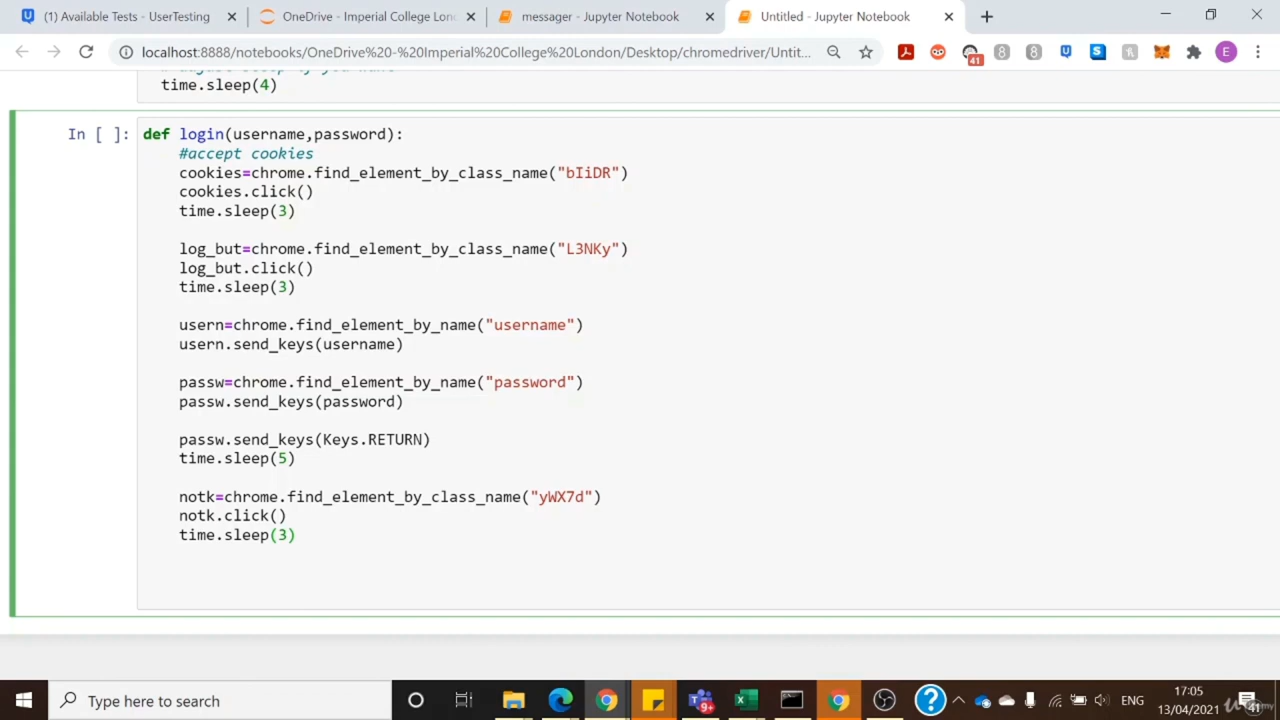 (1) Available Tests - UserTesting
OneDrive - Imperial College Lon
messager - Jupyter Notebook
Untitled - Jupyter Notebook
localhost:8888/notebooks/OneDrive%20-%20Imperial%20College%20London/Desktop/chromedriver/Untit...
41
E
time.sleep(4)
In [ ]:
def login(username,password):
#accept cookies
cookies=chrome.find_element_by_class_name("bIiDR")
cookies.click()
time.sleep(3)
log_but=chrome.find_element_by_class_name("L3NKy")
log_but.click()
time.sleep(3)
usern=chrome.find_element_by_name("username")
usern.send_keys(username)
passw=chrome.find_element_by_name("password")
passw.send_keys(password)
passw.send_keys(Keys.RETURN)
time.sleep(5)
notk=chrome.find_element_by_class_name("yWX7d")
notk.click()
time.sleep(3)
Type here to search
9+
ENG
17:05
13/04/2021
41